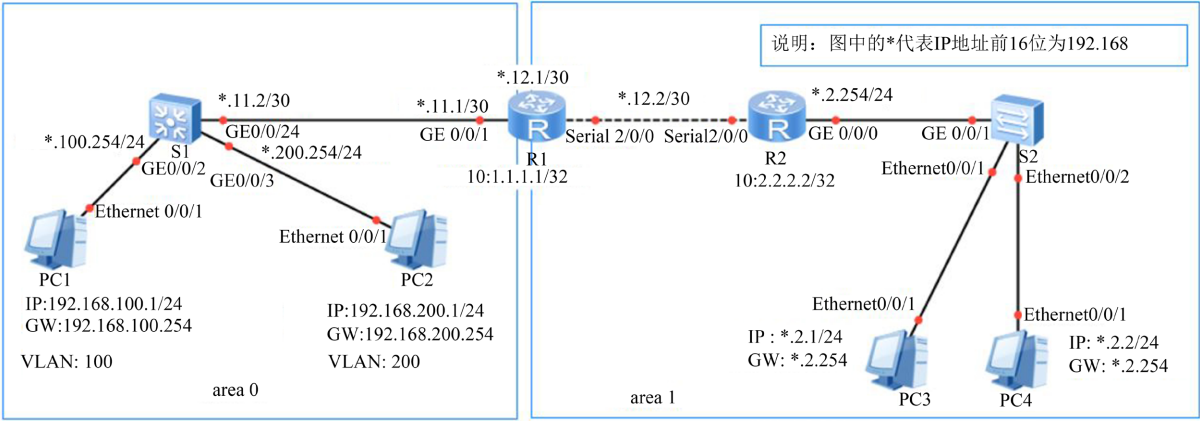 说明：图中的*代表IP地址前16位为192.168
*.12.1/30
*.11.2/30
*.11.1/30
*.12.2/30
*.2.254/24
GE0/0/24
GE 0/0/1
R
Serial 2/0/0
Serial2/0/0
R
GE 0/0/0
GE 0/0/1
*.100.254/24
S1
*.200.254/24
R1
R2
S2
GE0/0/2
GE0/0/3
10:1.1.1.1/32
10:2.2.2.2/32
Ethernet0/0/1
Ethernet0/0/2
Ethernet 0/0/1
Ethernet 0/0/1
PC1
PC2
IP:192.168.100.1/24
GW:192.168.100.254
VLAN: 100
IP:192.168.200.1/24
GW:192.168.200.254
VLAN: 200
Ethernet0/0/1
Ethernet0/0/1
IP : *.2.1/24
GW: *.2.254
IP: *.2.2/24
GW: *.2.254
PC3
PC4
area 0
area 1